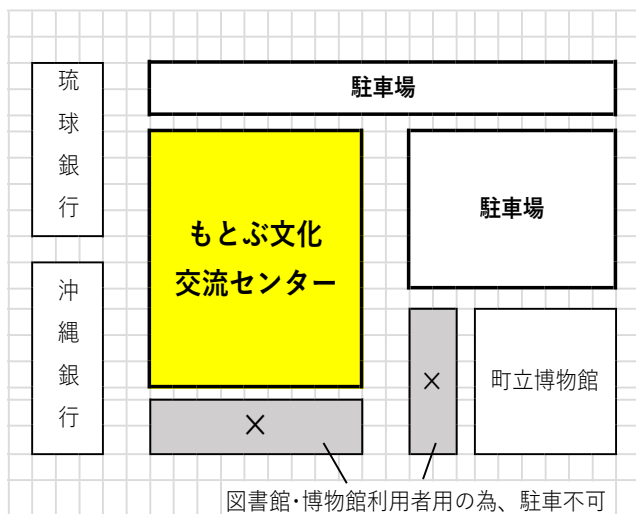 駐車場
琉球銀行
もとぶ文化
交流センター
駐車場
沖縄銀行
×
町立博物館
×
図書館・博物館利用者用の為、駐車不可